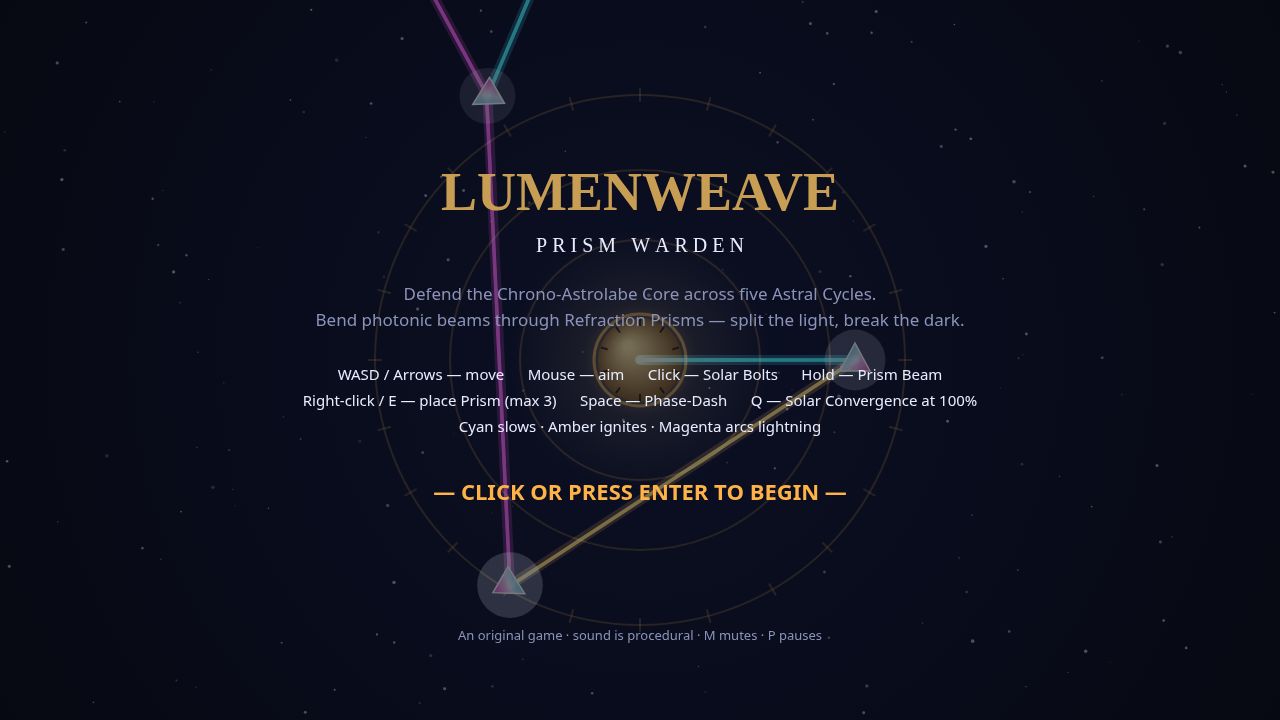 LUMENWEAVE
PRISM WARDEN
Defend the Chrono-Astrolabe Core across five Astral Cycles.
Bend photonic beams through Refraction Prisms — split the light, break the dark.
WASD / Arrows — move Mouse — aim Click — Solar Bolts Hold — Prism Beam
Right-click / E — place Prism (max 3) Space — Phase-Dash Q — Solar Convergence at 100%
Cyan slows · Amber ignites · Magenta arcs lightning
— CLICK OR PRESS ENTER TO BEGIN —
An original game · sound is procedural · M mutes · P pauses